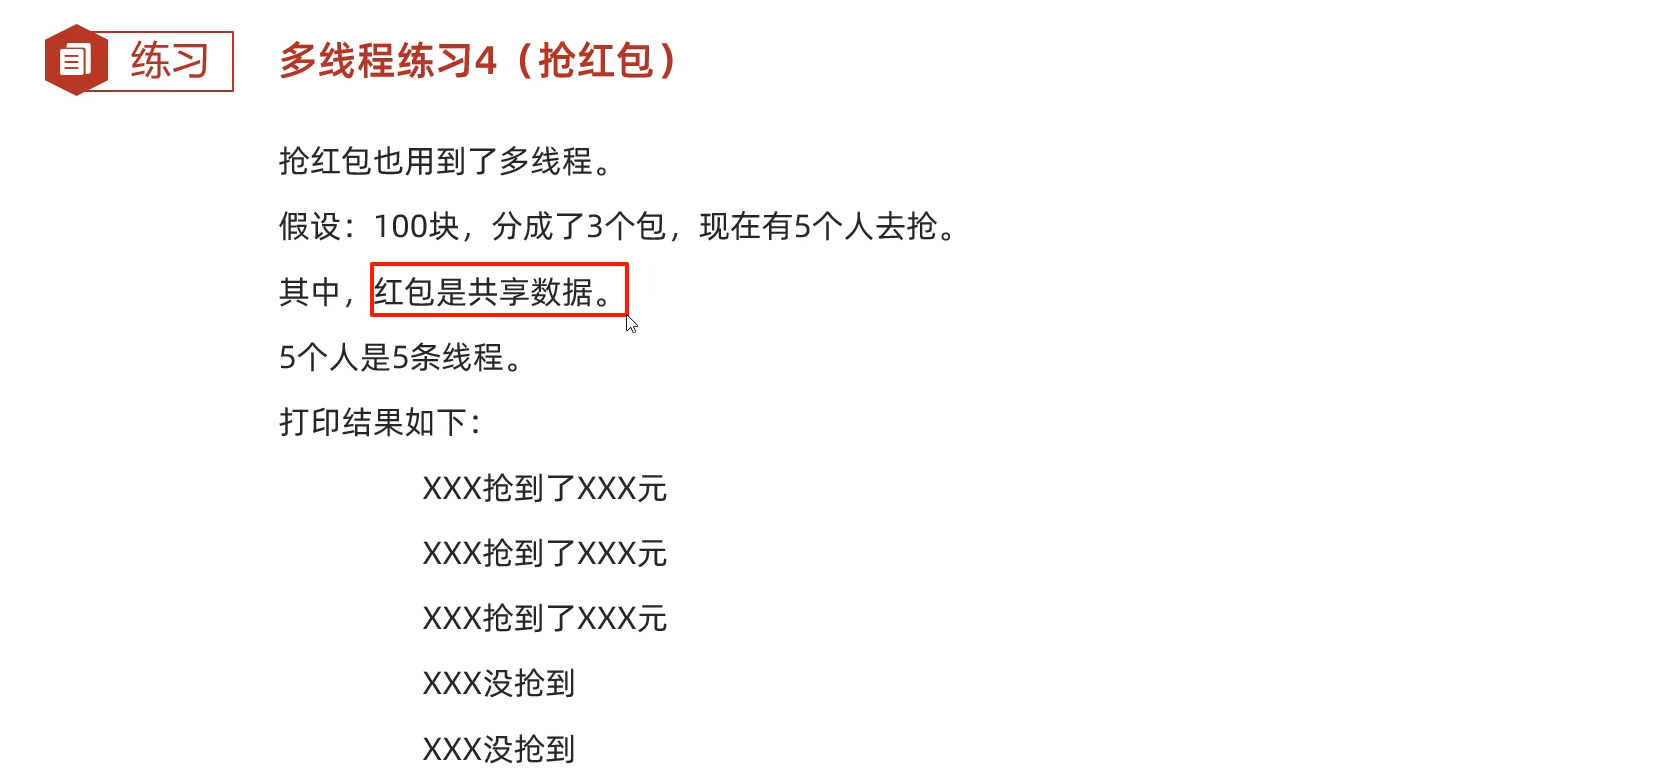 练习
多线程练习4（抢红包）
抢红包也用到了多线程。
假设：100块，分成了3个包，现在有5个人去抢。
其中，红包是共享数据。
5个人是5条线程。
打印结果如下：
XXX抢到了XXX元
XXX抢到了XXX元
XXX抢到了XXX元
XXX没抢到
XXX没抢到